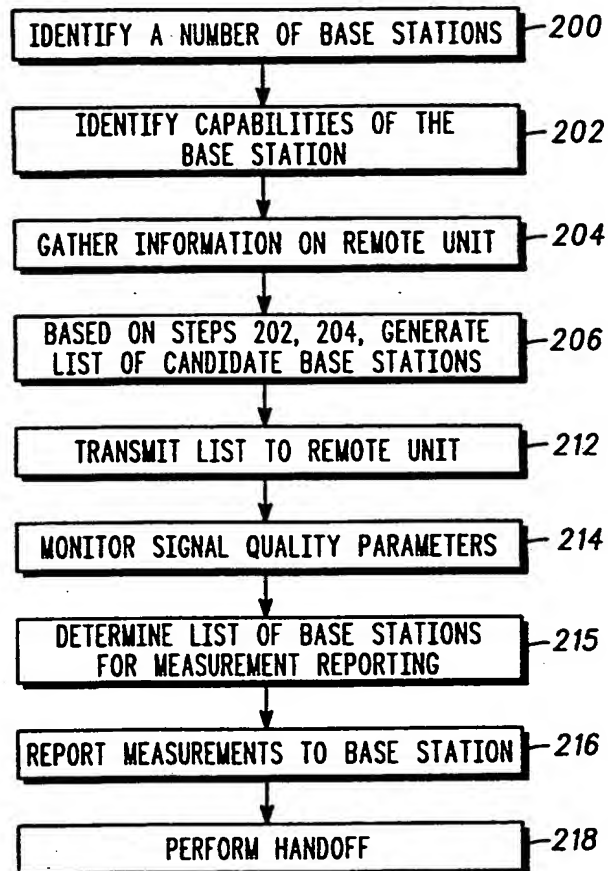 IDENTIFY A NUMBER OF BASE STATIONS 200
IDENTIFY CAPABILITIES OF THE
BASE STATION 202
GATHER INFORMATION ON REMOTE UNIT 204
BASED ON STEPS 202, 204, GENERATE
LIST OF CANDIDATE BASE STATIONS 206
TRANSMIT LIST TO REMOTE UNIT 212
MONITOR SIGNAL QUALITY PARAMETERS 214
DETERMINE LIST OF BASE STATIONS
FOR MEASUREMENT REPORTING 215
REPORT MEASUREMENTS TO BASE STATION 216
PERFORM HANDOFF 218